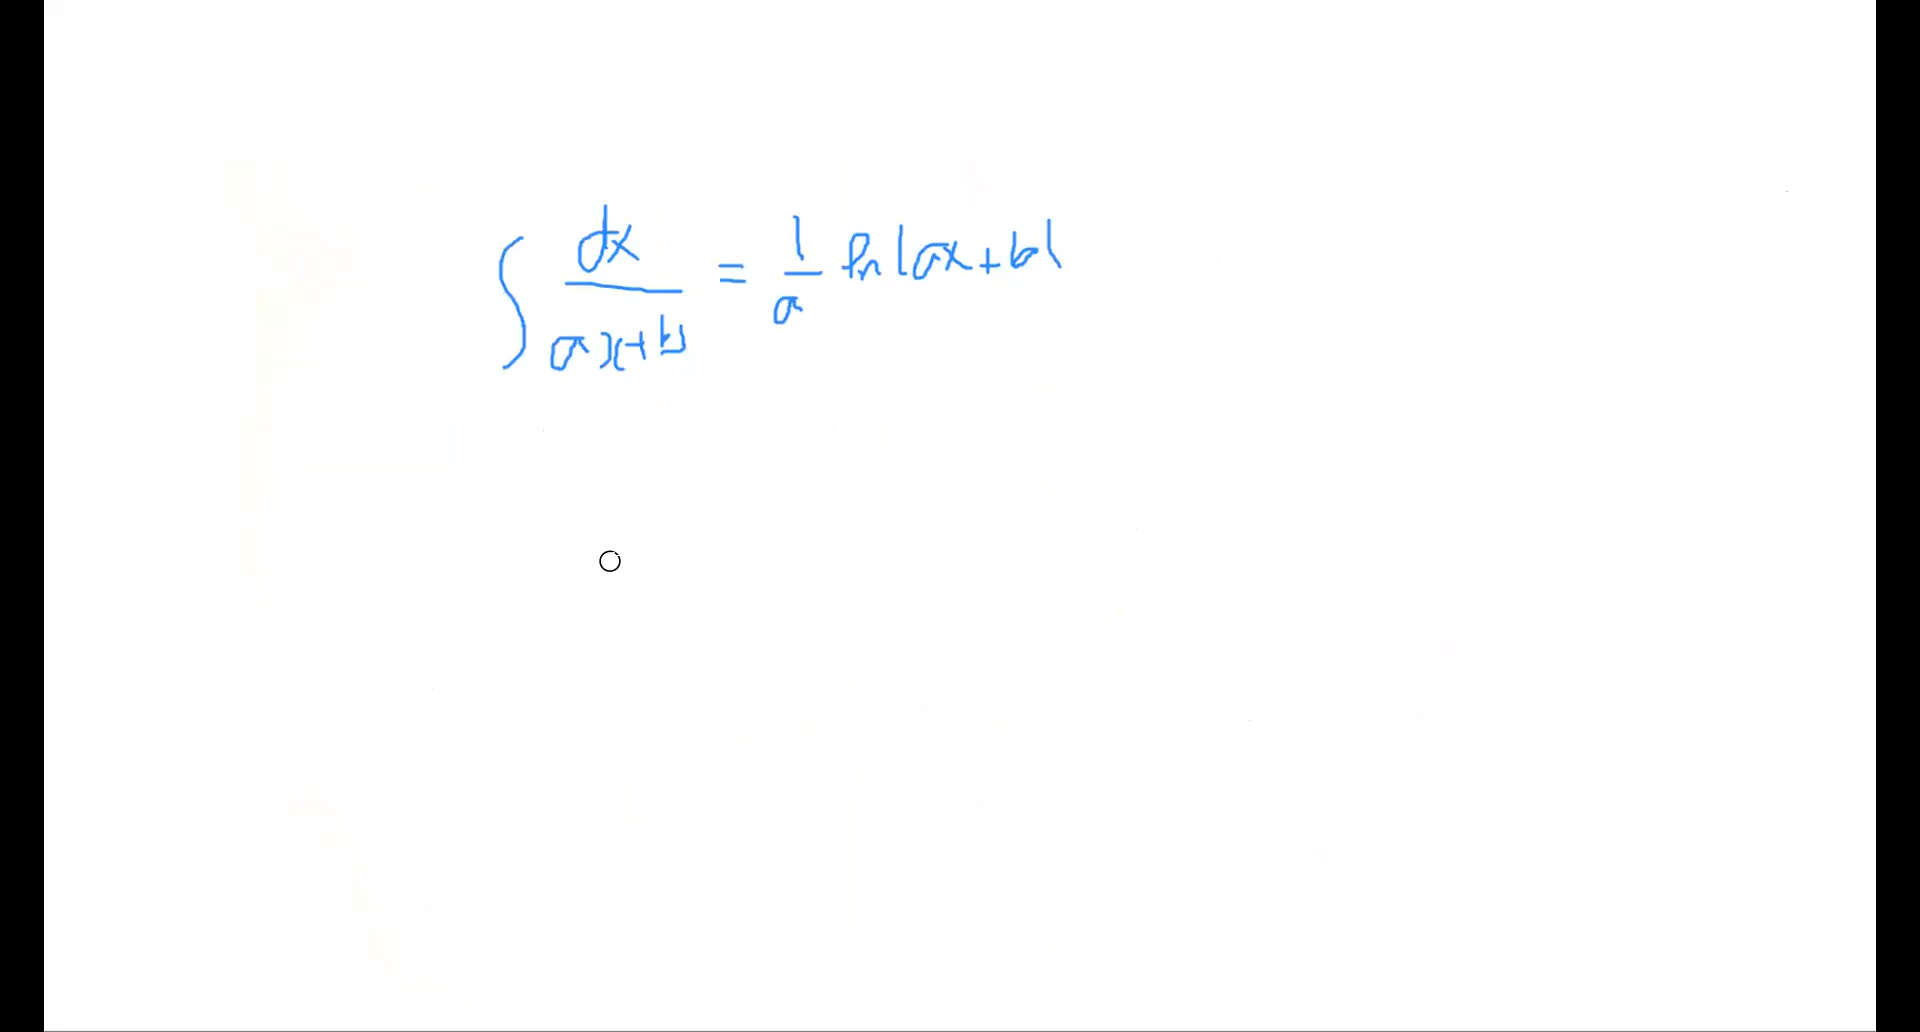 ∫ dx/(ax+b) = 1/a ln|ax+b|